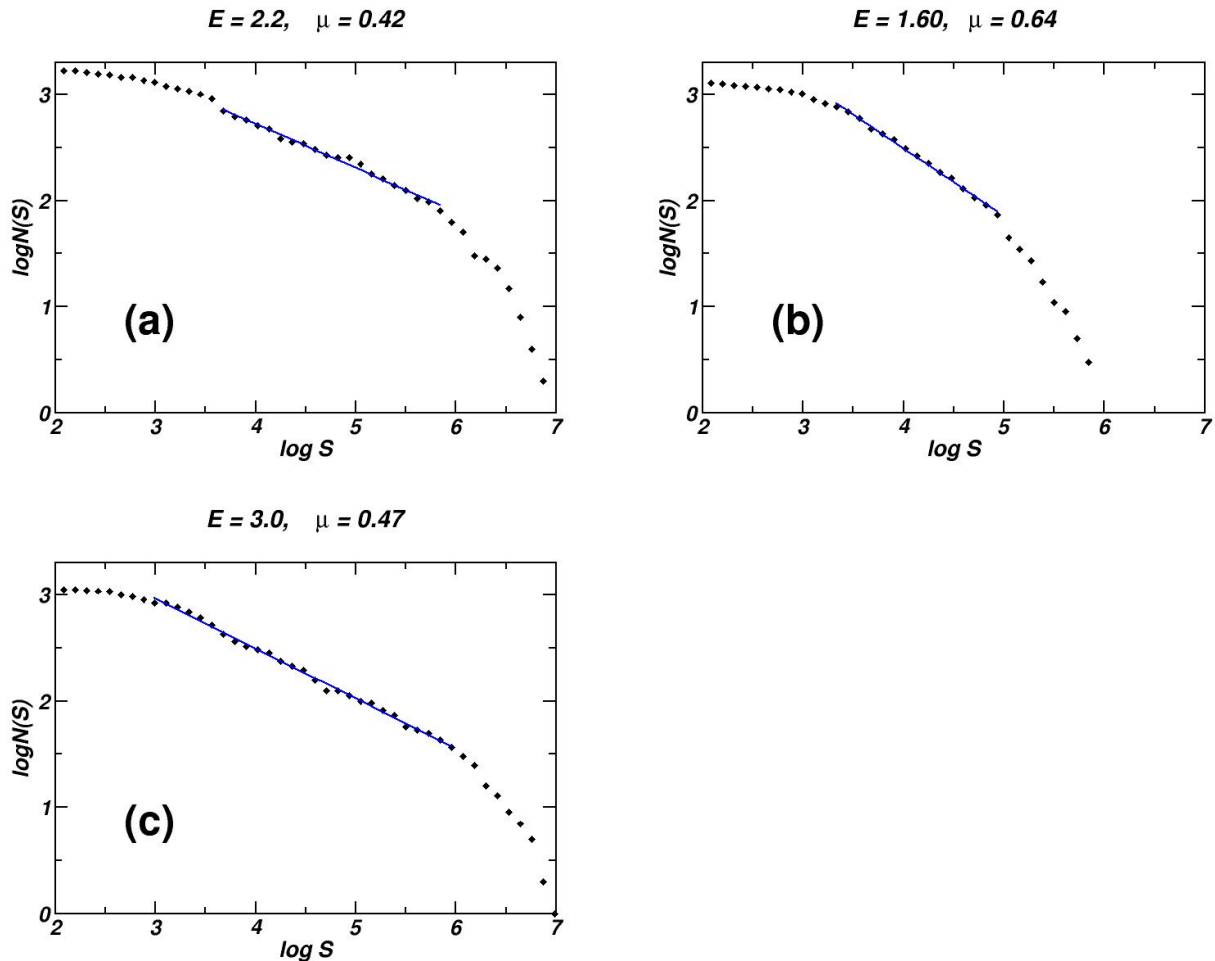 E = 2.2, μ = 0.42
3
2
1
0
logN(S)
(a)
2 3 4 5 6 7
log S
E = 1.60, μ = 0.64
3
2
1
0
logN(S)
(b)
2 3 4 5 6 7
log S
E = 3.0, μ = 0.47
3
2
1
0
logN(S)
(c)
2 3 4 5 6 7
log S